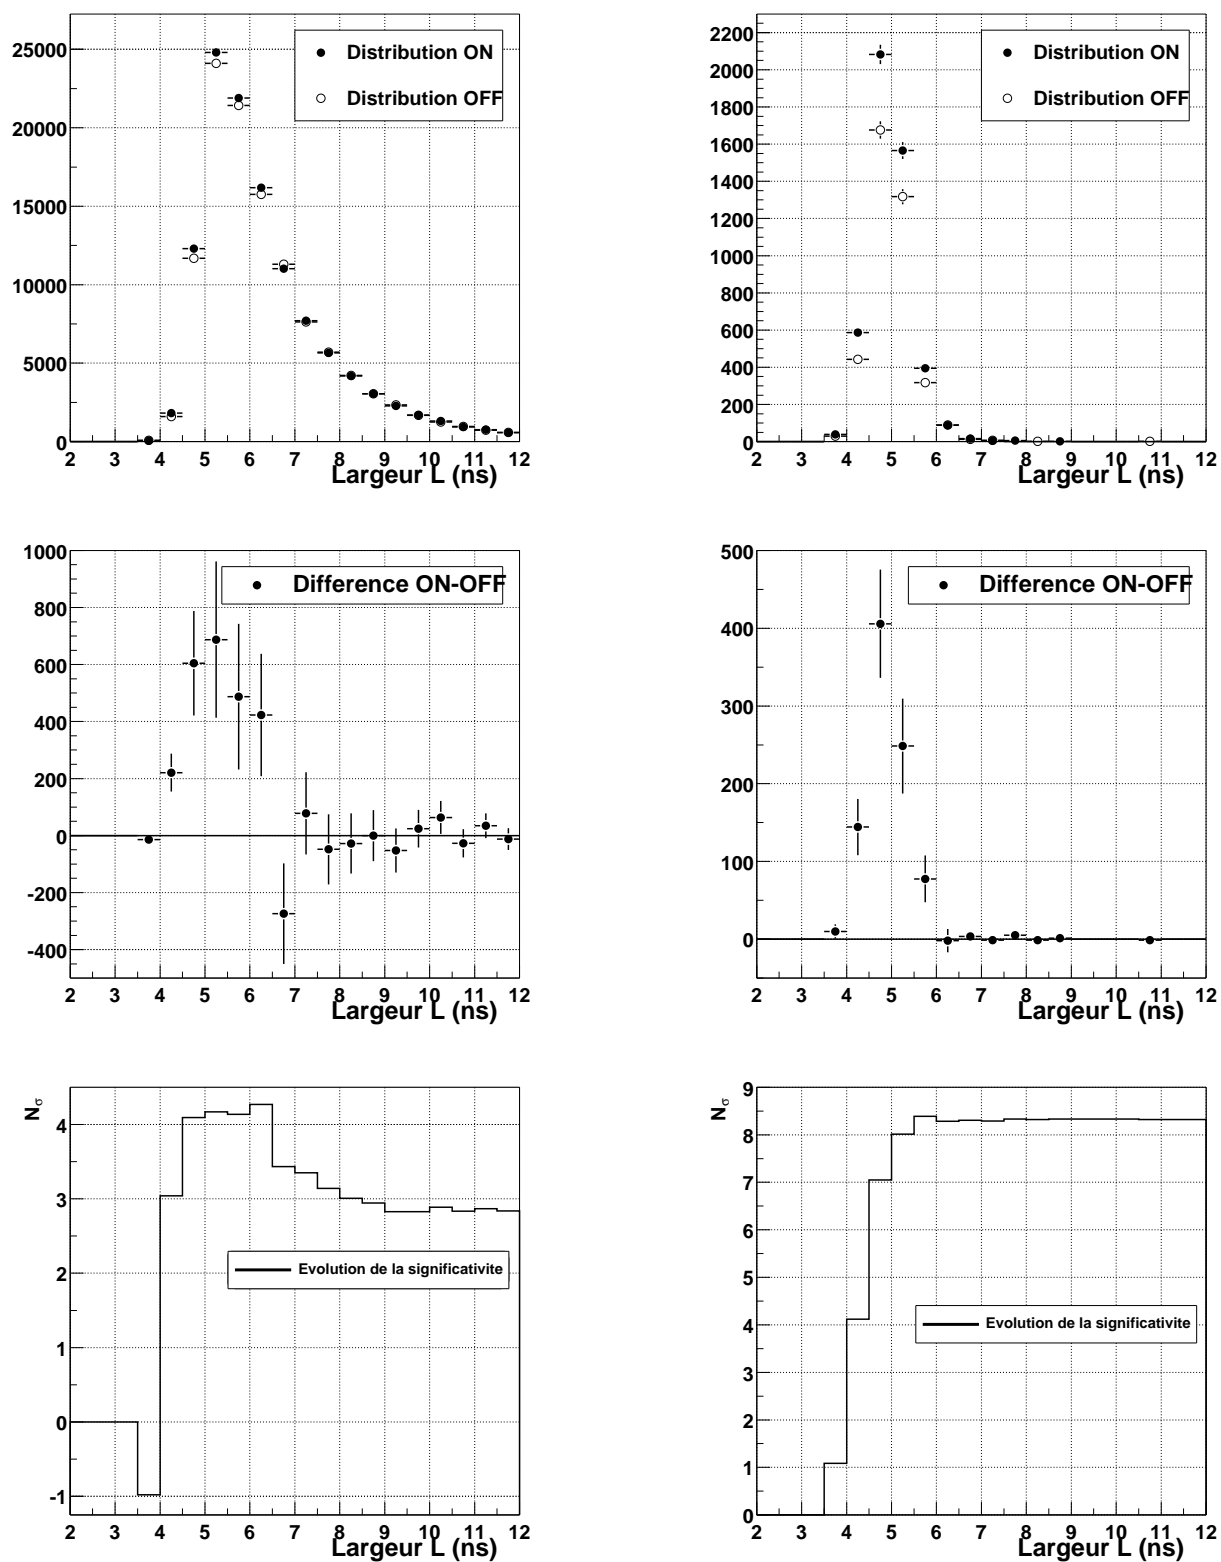 25000
20000
15000
10000
5000
0
Distribution ON
Distribution OFF
2 3 4 5 6 7 8 9 10 11 12
Largeur L (ns)
2200
2000
1800
1600
1400
1200
1000
800
600
400
200
0
Distribution ON
Distribution OFF
2 3 4 5 6 7 8 9 10 11 12
Largeur L (ns)
1000
800
600
400
200
0
-200
-400
Difference ON-OFF
2 3 4 5 6 7 8 9 10 11 12
Largeur L (ns)
500
400
300
200
100
0
Difference ON-OFF
2 3 4 5 6 7 8 9 10 11 12
Largeur L (ns)
Nσ
4
3
2
1
0
-1
Evolution de la significativite
2 3 4 5 6 7 8 9 10 11 12
Largeur L (ns)
Nσ
9
8
7
6
5
4
3
2
1
0
Evolution de la significativite
2 3 4 5 6 7 8 9 10 11 12
Largeur L (ns)